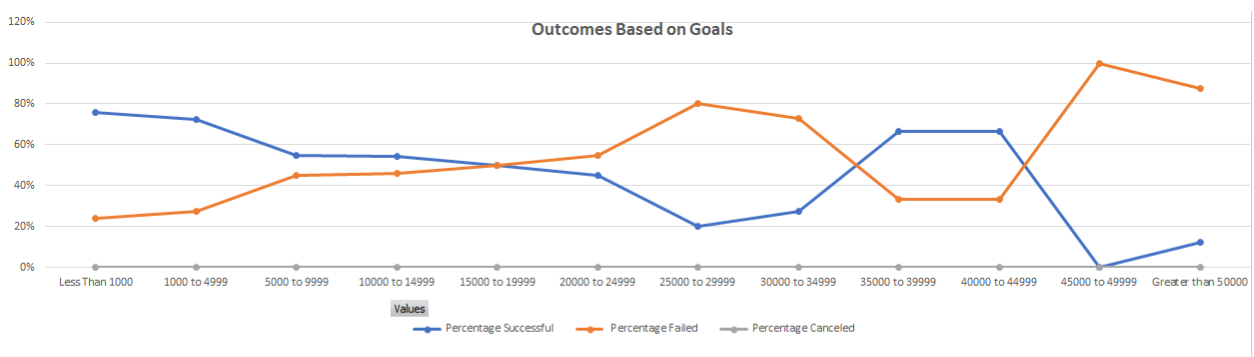 Outcomes Based on Goals
120%
100%
80%
60%
40%
20%
0%
Less Than 1000 1000 to 4999 5000 to 9999 10000 to 14999 15000 to 19999 20000 to 24999 25000 to 29999 30000 to 34999 35000 to 39999 40000 to 44999 45000 to 49999 Greater than 50000
Values
Percentage Successful Percentage Failed Percentage Canceled